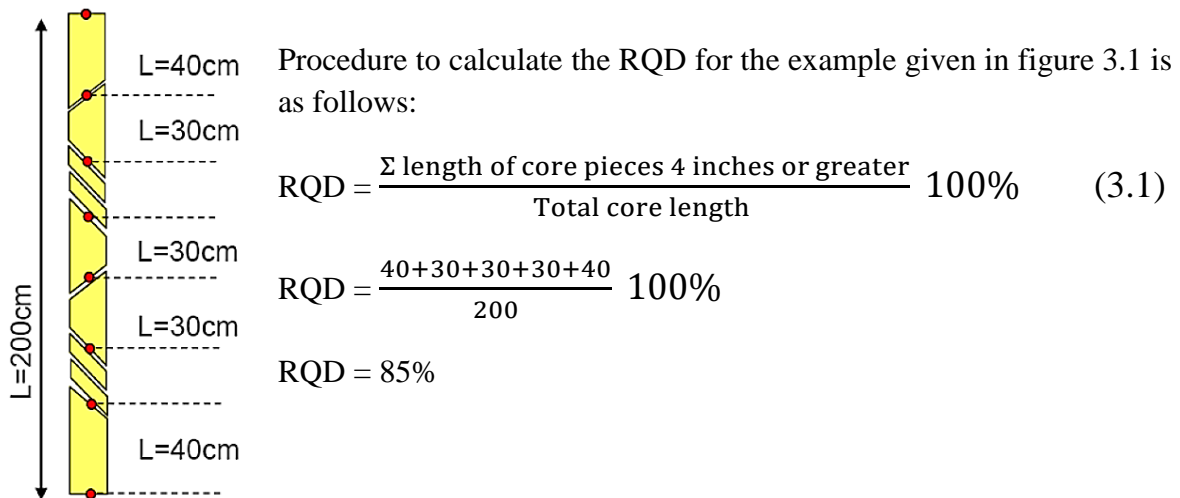 L=200cm
L=40cm
L=30cm
L=30cm
L=30cm
L=40cm
Procedure to calculate the RQD for the example given in figure 3.1 is
as follows:
RQD = Σ length of core pieces 4 inches or greater / Total core length 100% (3.1)
RQD = 40+30+30+30+40 / 200 100%
RQD = 85%